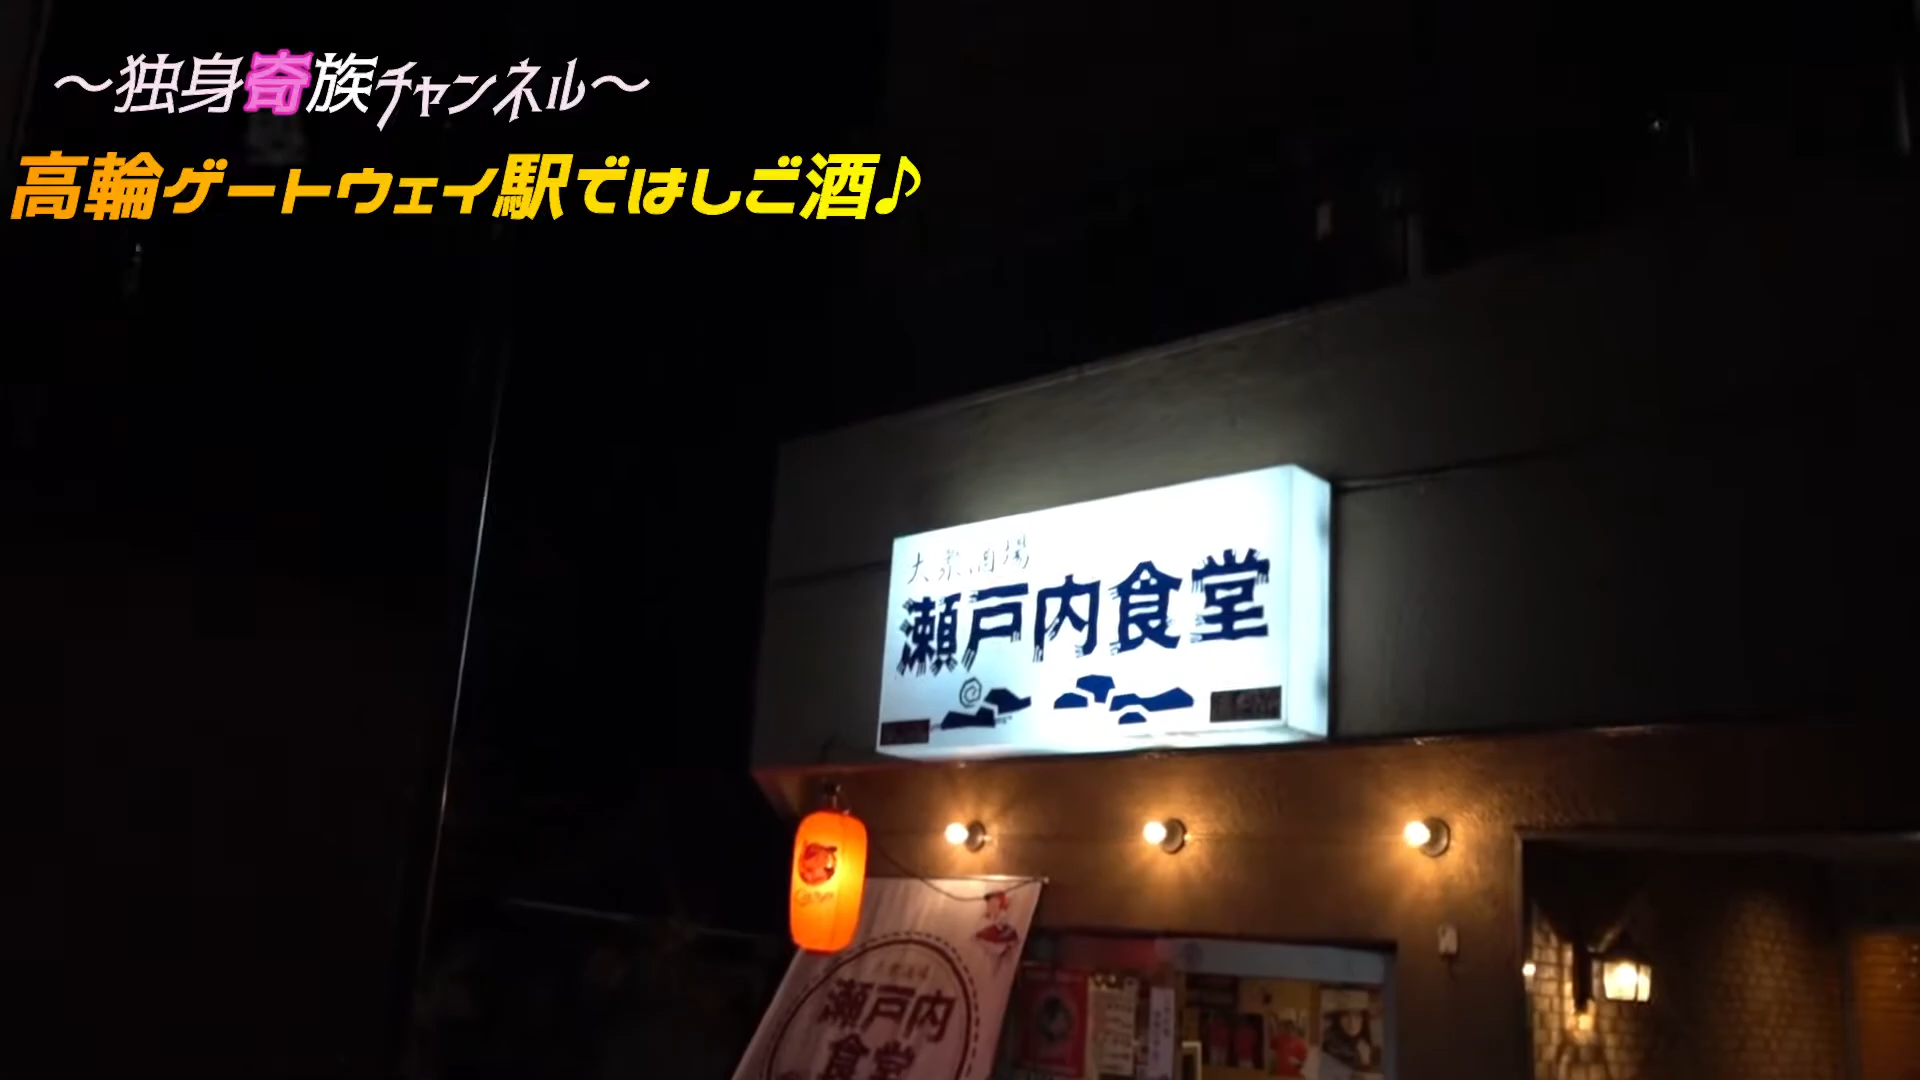 ～独身奇族チャンネル～
高輪ゲートウェイ駅ではしご酒♪
大衆酒場
瀬戸内食堂
瀬戸内
食堂